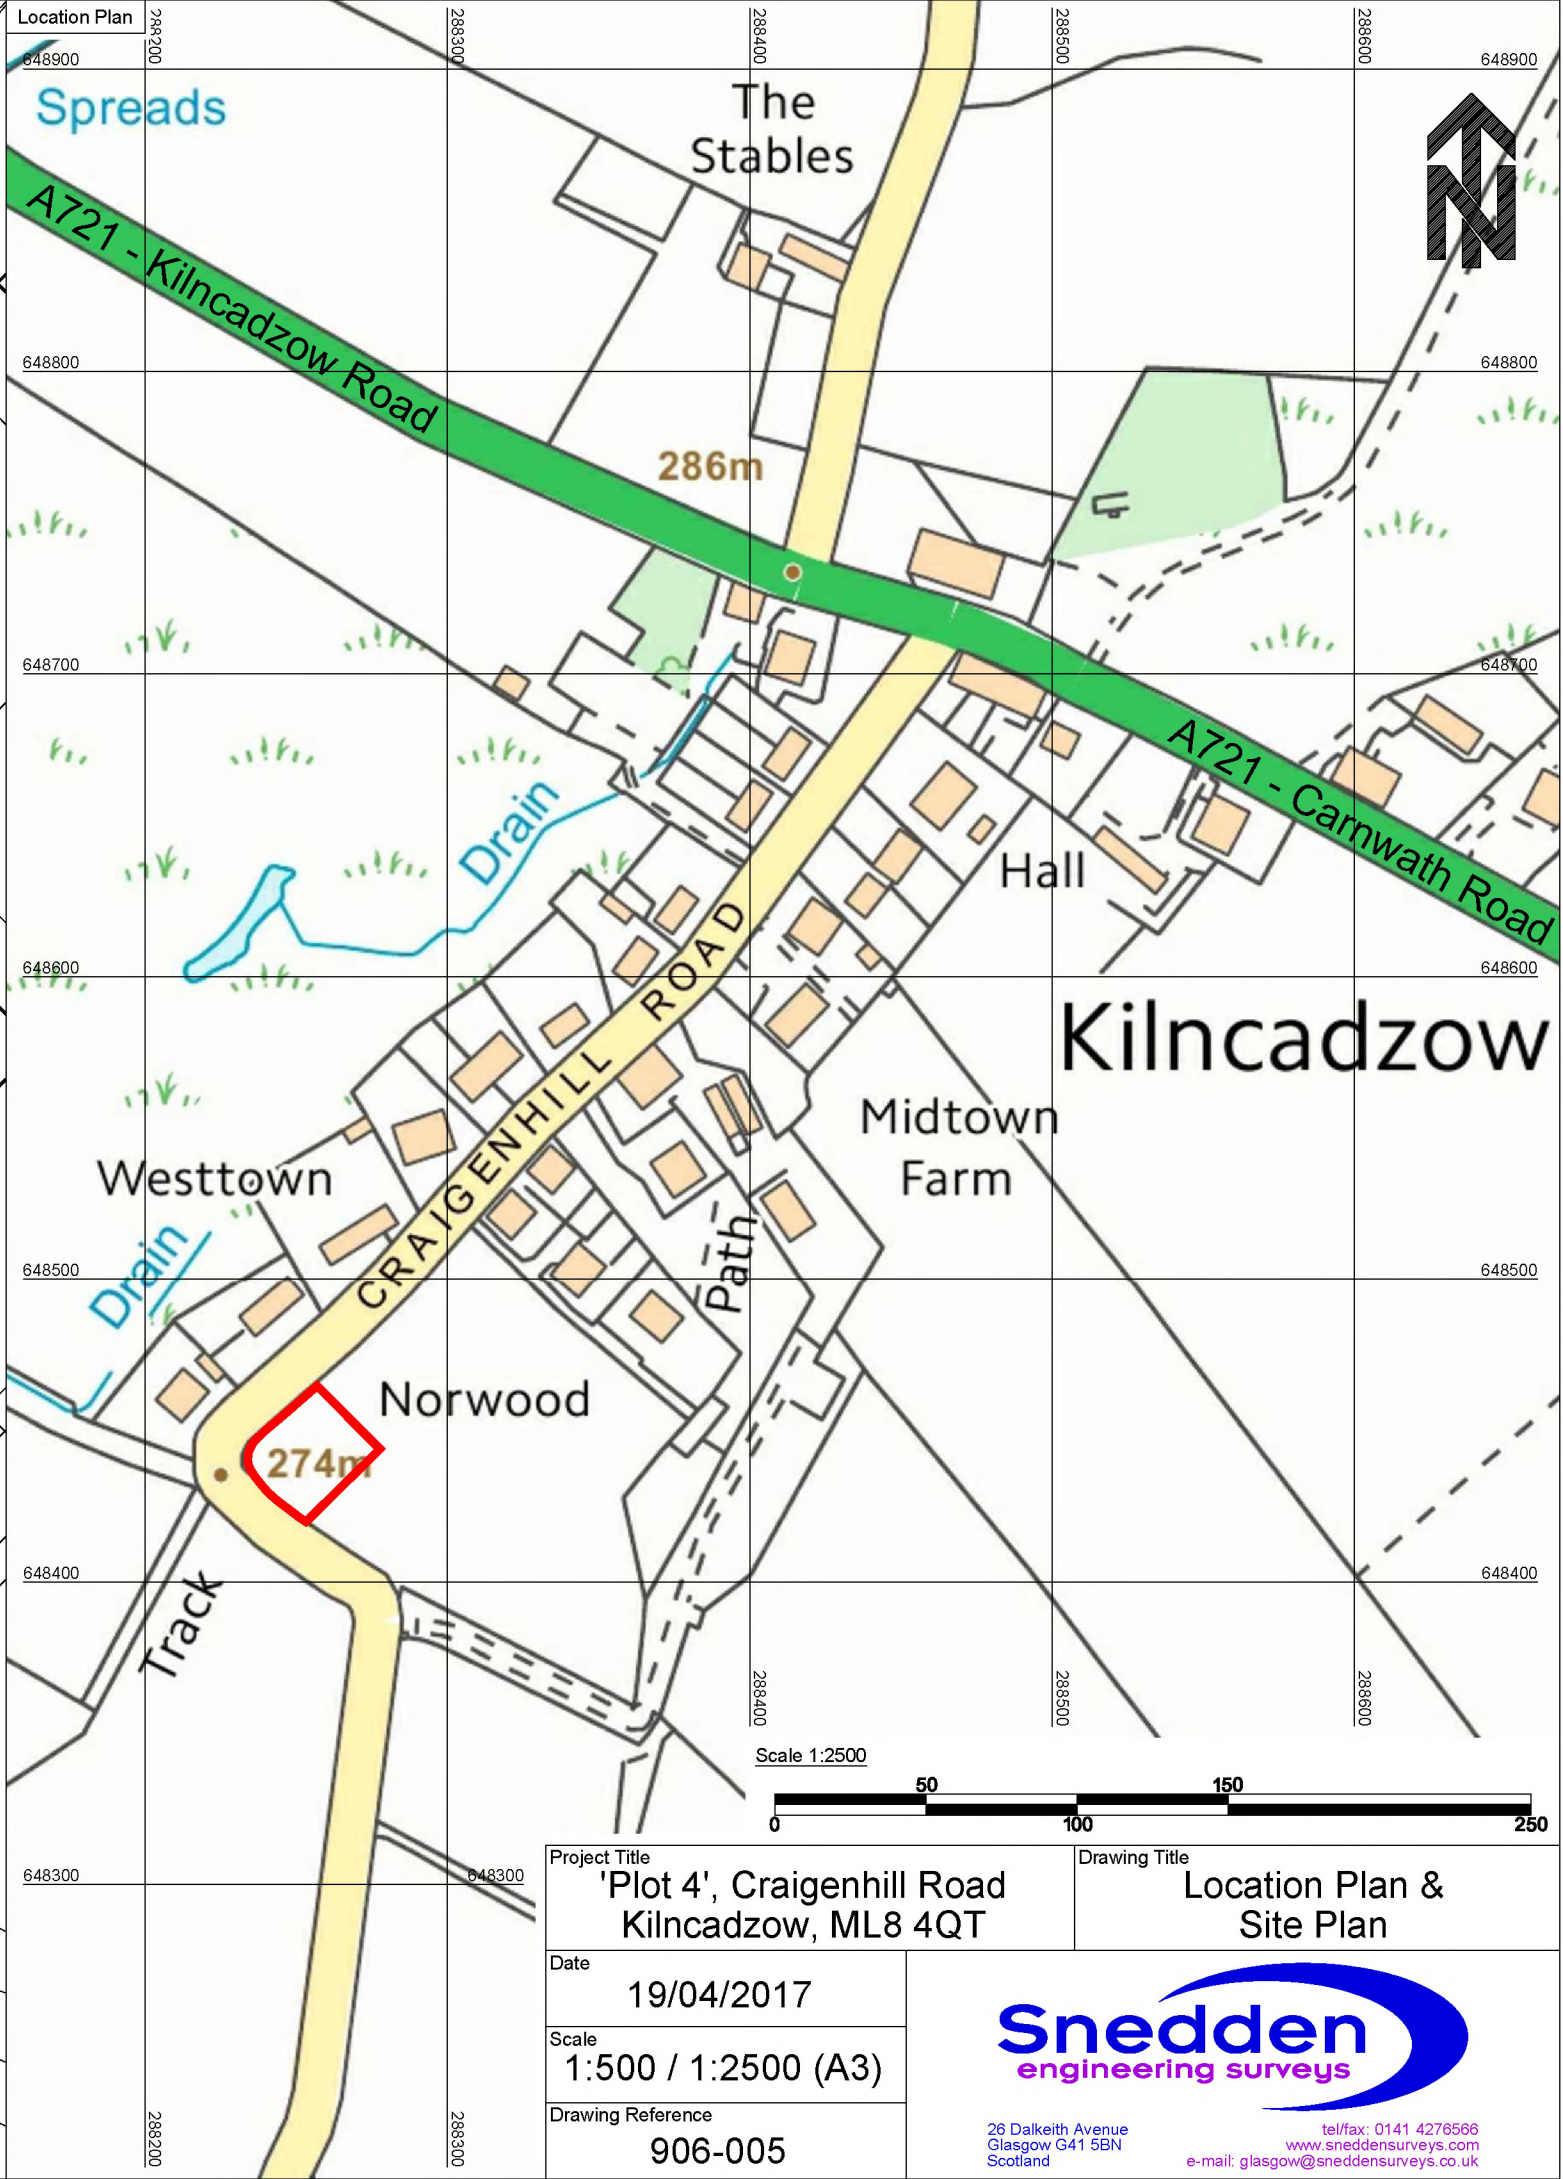 Location Plan
288200
288300
288400
288500
288600
648900
648900
Spreads
The
Stables
N
A721 - Kilncadzow Road
648800
648800
286m
648700
648700
A721 - Carnwath Road
Drain
Hall
648600
648600
Kilncadzow
CRAIGENHILL ROAD
Midtown
Farm
Westtown
Drain
Path
648500
648500
Norwood
274m
648400
648400
Track
288400
288500
288600
Scale 1:2500
50
150
0
100
250
648300
648300
Project Title
'Plot 4', Craigenhill Road
Kilncadzow, ML8 4QT
Drawing Title
Location Plan &
Site Plan
Date
19/04/2017
Scale
1:500 / 1:2500 (A3)
Drawing Reference
906-005
288200
288300
Snedden
engineering surveys
26 Dalkeith Avenue
Glasgow G41 5BN
Scotland
tel/fax: 0141 4276566
www.sneddensurveys.com
e-mail: glasgow@sneddensurveys.co.uk